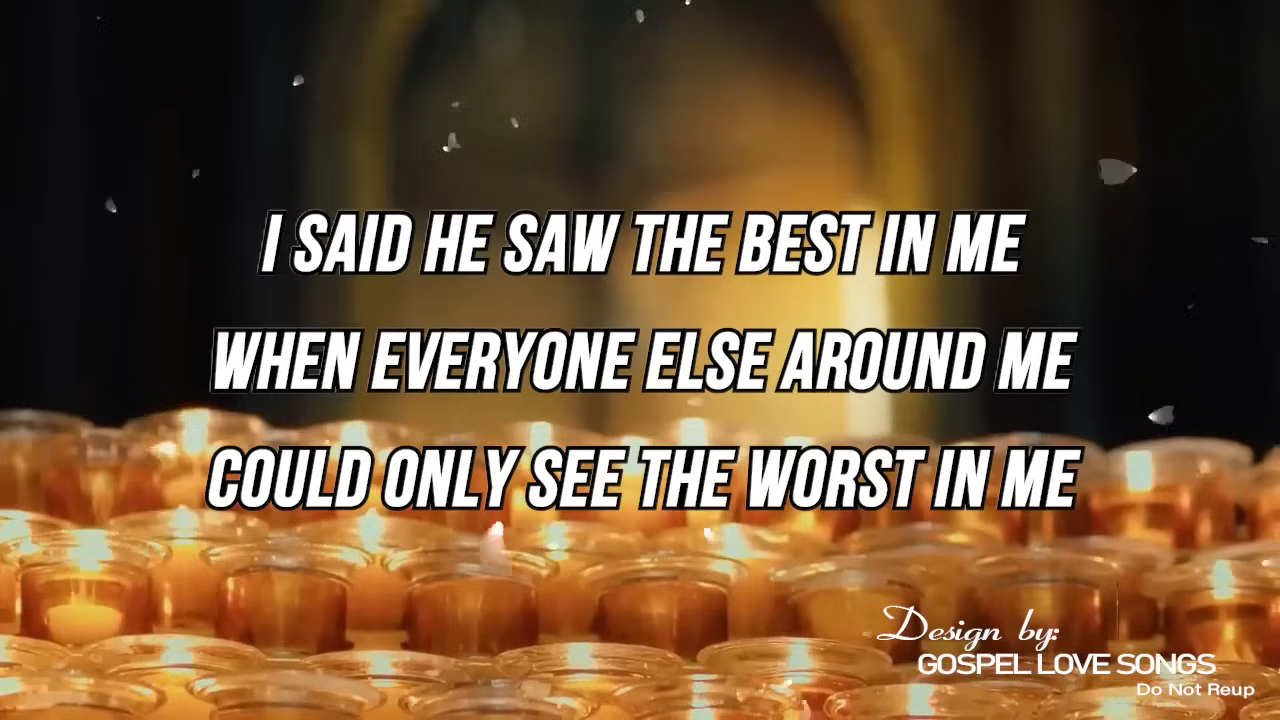 I SAID HE SAW THE BEST IN ME
WHEN EVERYONE ELSE AROUND ME
COULD ONLY SEE THE WORST IN ME
Design by:
GOSPEL LOVE SONGS
Do Not Reup